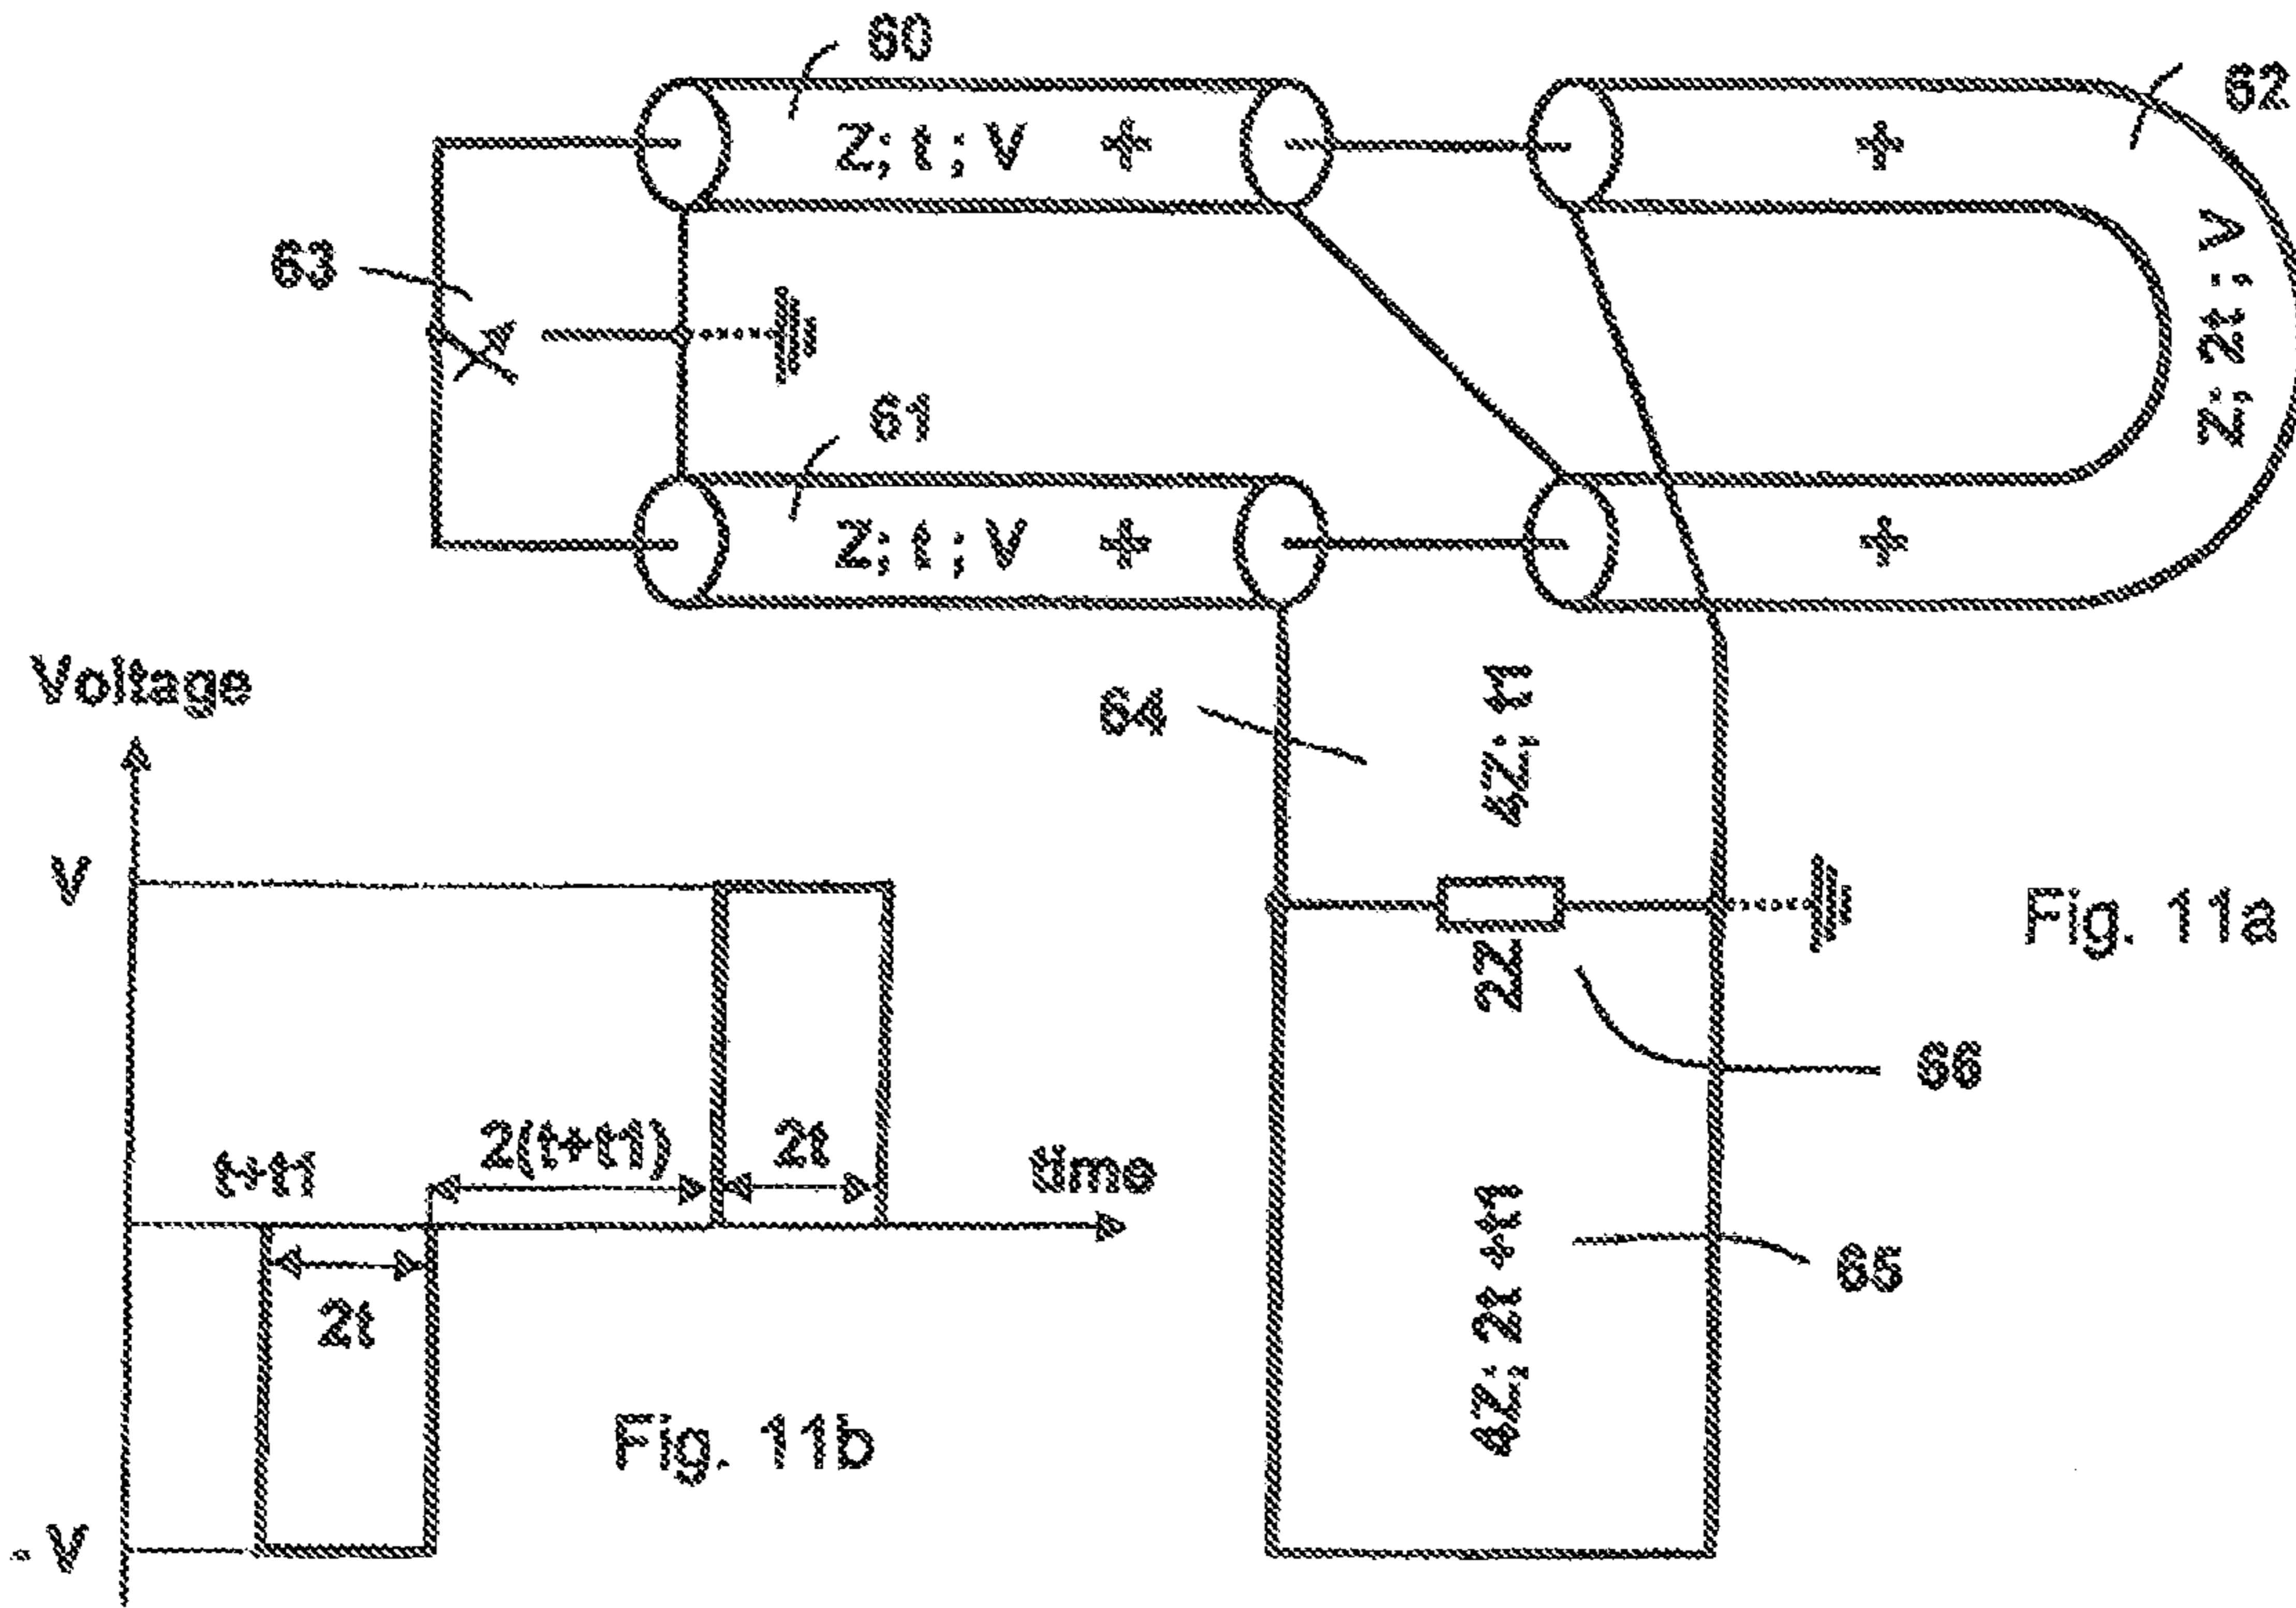 60
62
Z; t; V +
+
63
Z; 2t; V
61
Z; t; V +
+
Voltage
64
4Z; t1
V
2Z
Fig. 11a
66
t+t1
2(t+t1)
2t
time
2t
4Z; 2t+t1
65
Fig. 11b
- V